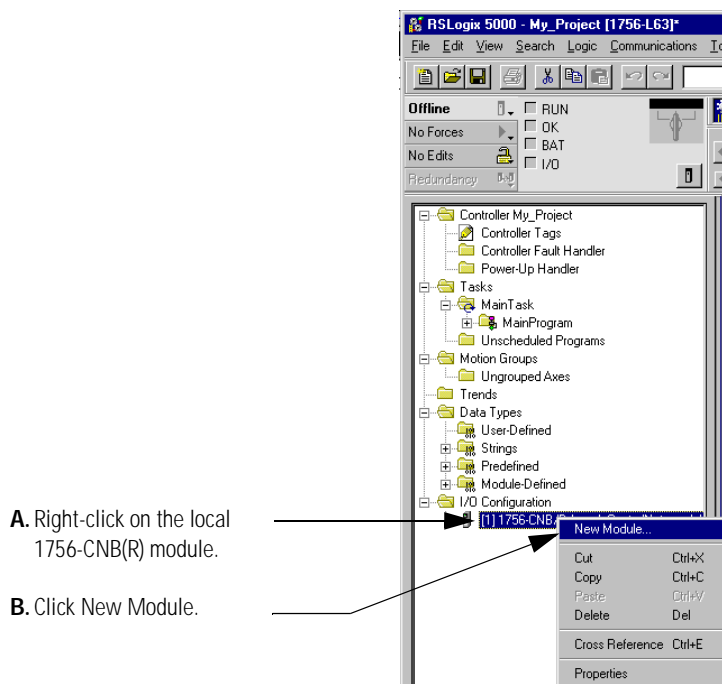 RSLogix 5000 - My_Project [1756-L63]*
File Edit View Search Logic Communications
Offline
RUN
No Forces
OK
BAT
No Edits
I/O
Redundancy
Controller My_Project
Controller Tags
Controller Fault Handler
Power-Up Handler
Tasks
MainTask
MainProgram
Unscheduled Programs
Motion Groups
Ungrouped Axes
Trends
Data Types
User-Defined
Strings
Predefined
Module-Defined
I/O Configuration
[1] 1756-CNB/
A. Right-click on the local
1756-CNB(R) module.
B. Click New Module.
New Module...
Cut Ctrl+X
Copy Ctrl+C
Paste Ctrl+V
Delete Del
Cross Reference Ctrl+E
Properties